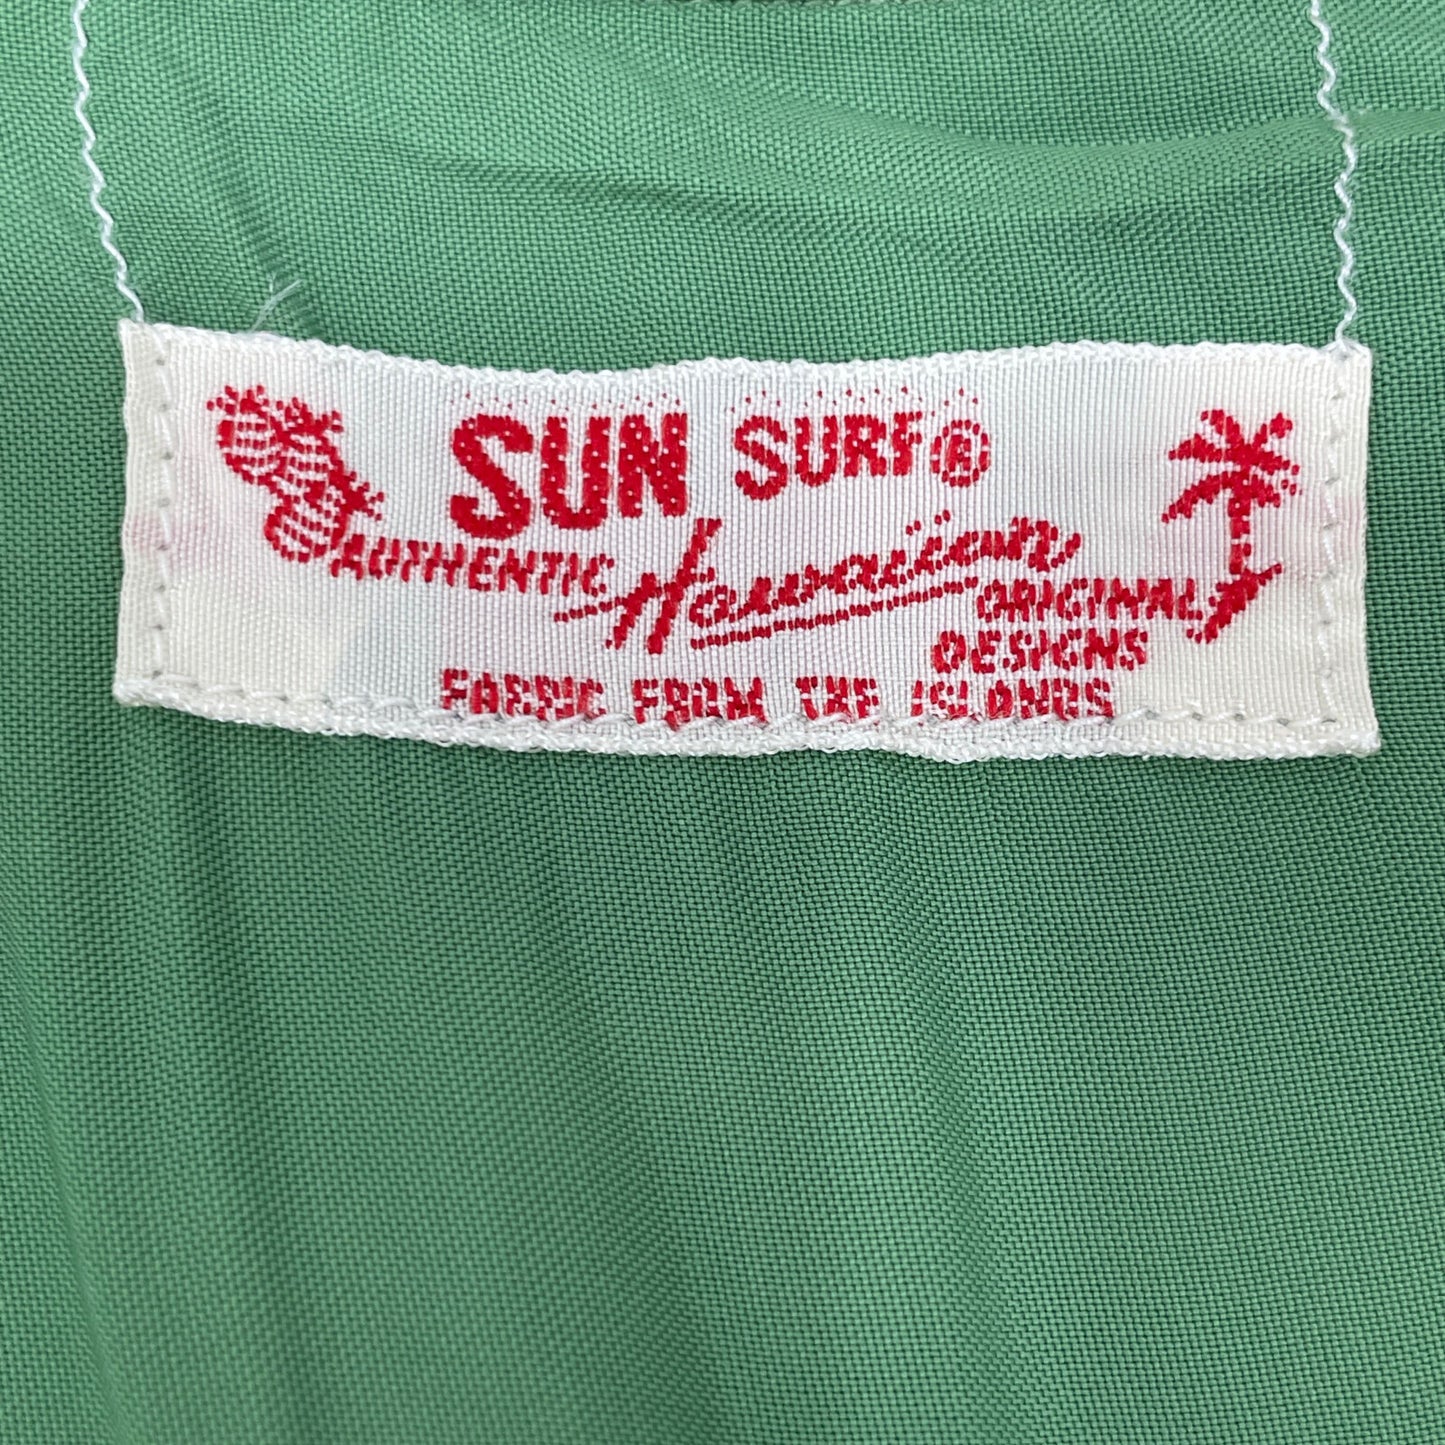 SUN SURF®
AUTHENTIC Hawaiian ORIGINAL
DESIGNS
FABRIC FROM THE ISLANDS